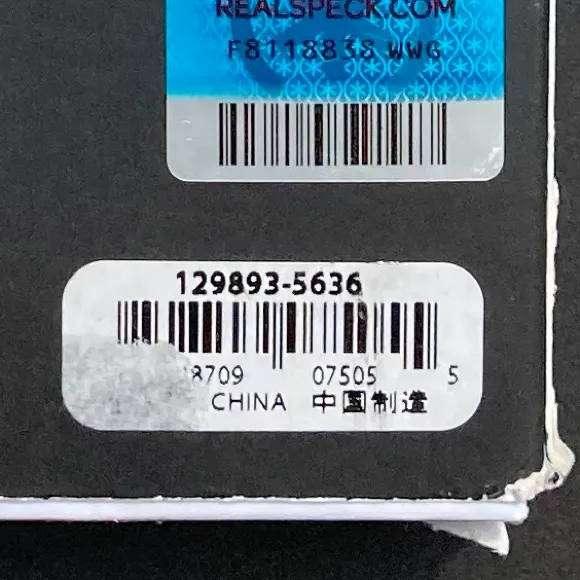 REALSPECK.COM
F8118838 WWG
129893-5636
8709 07505 5
CHINA 中国制造